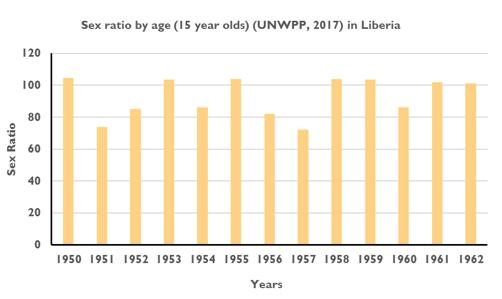 Sex ratio by age (15 year olds) (UNWPP, 2017) in Liberia
120
100
80
60
40
20
0
Sex Ratio
1950 1951 1952 1953 1954 1955 1956 1957 1958 1959 1960 1961 1962
Years